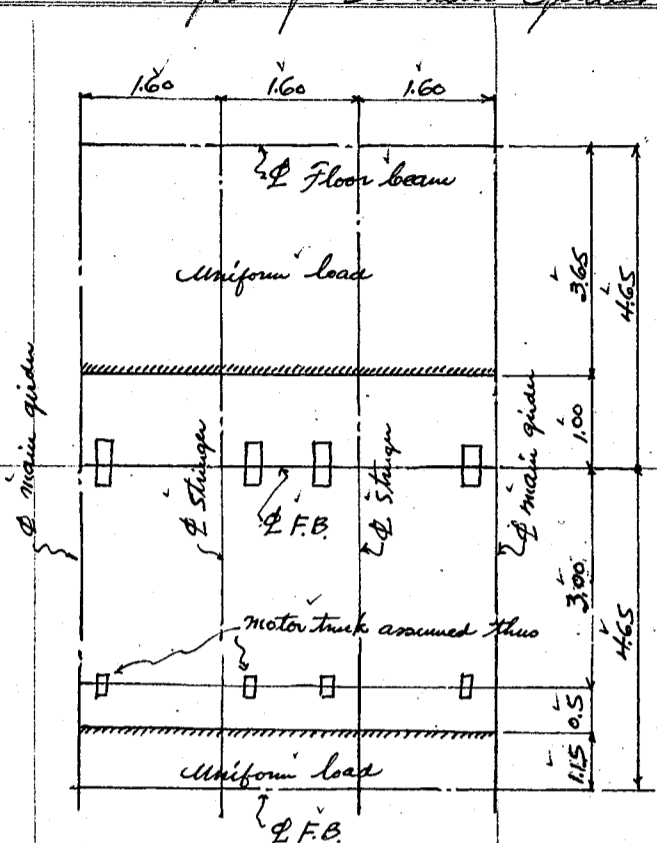 1.60 1.60 1.60
℄ Floor beam
Uniform load
3.65
4.65
℄ main girder
℄ Stringer
℄ F.B.
℄ Stringer
℄ main girder
1.00
3.00
4.65
motor truck assumed thus
0.5
1.15
Uniform load
℄ F.B.